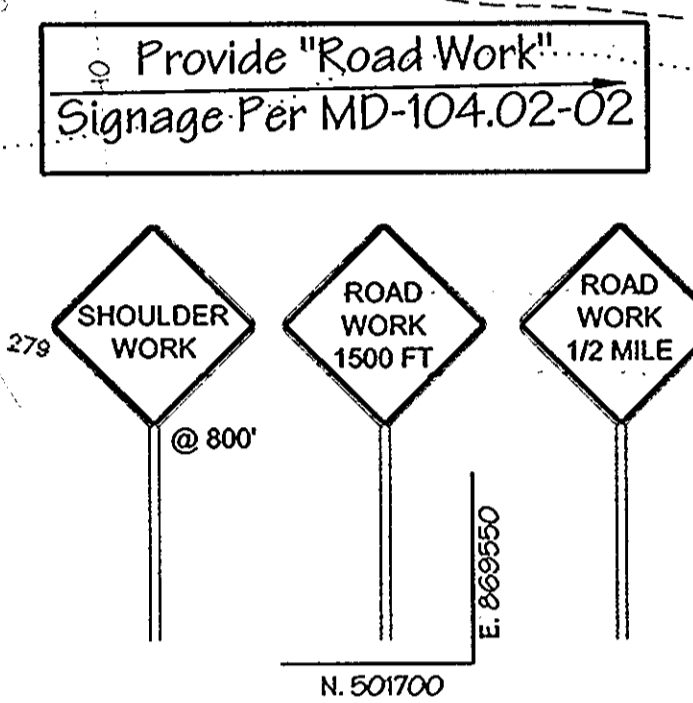 Provide "Road Work"
Signage Per MD-104.02-02
SHOULDER
WORK
@ 800'
ROAD
WORK
1500 FT
ROAD
WORK
1/2 MILE
279
E. 869550
N. 501700